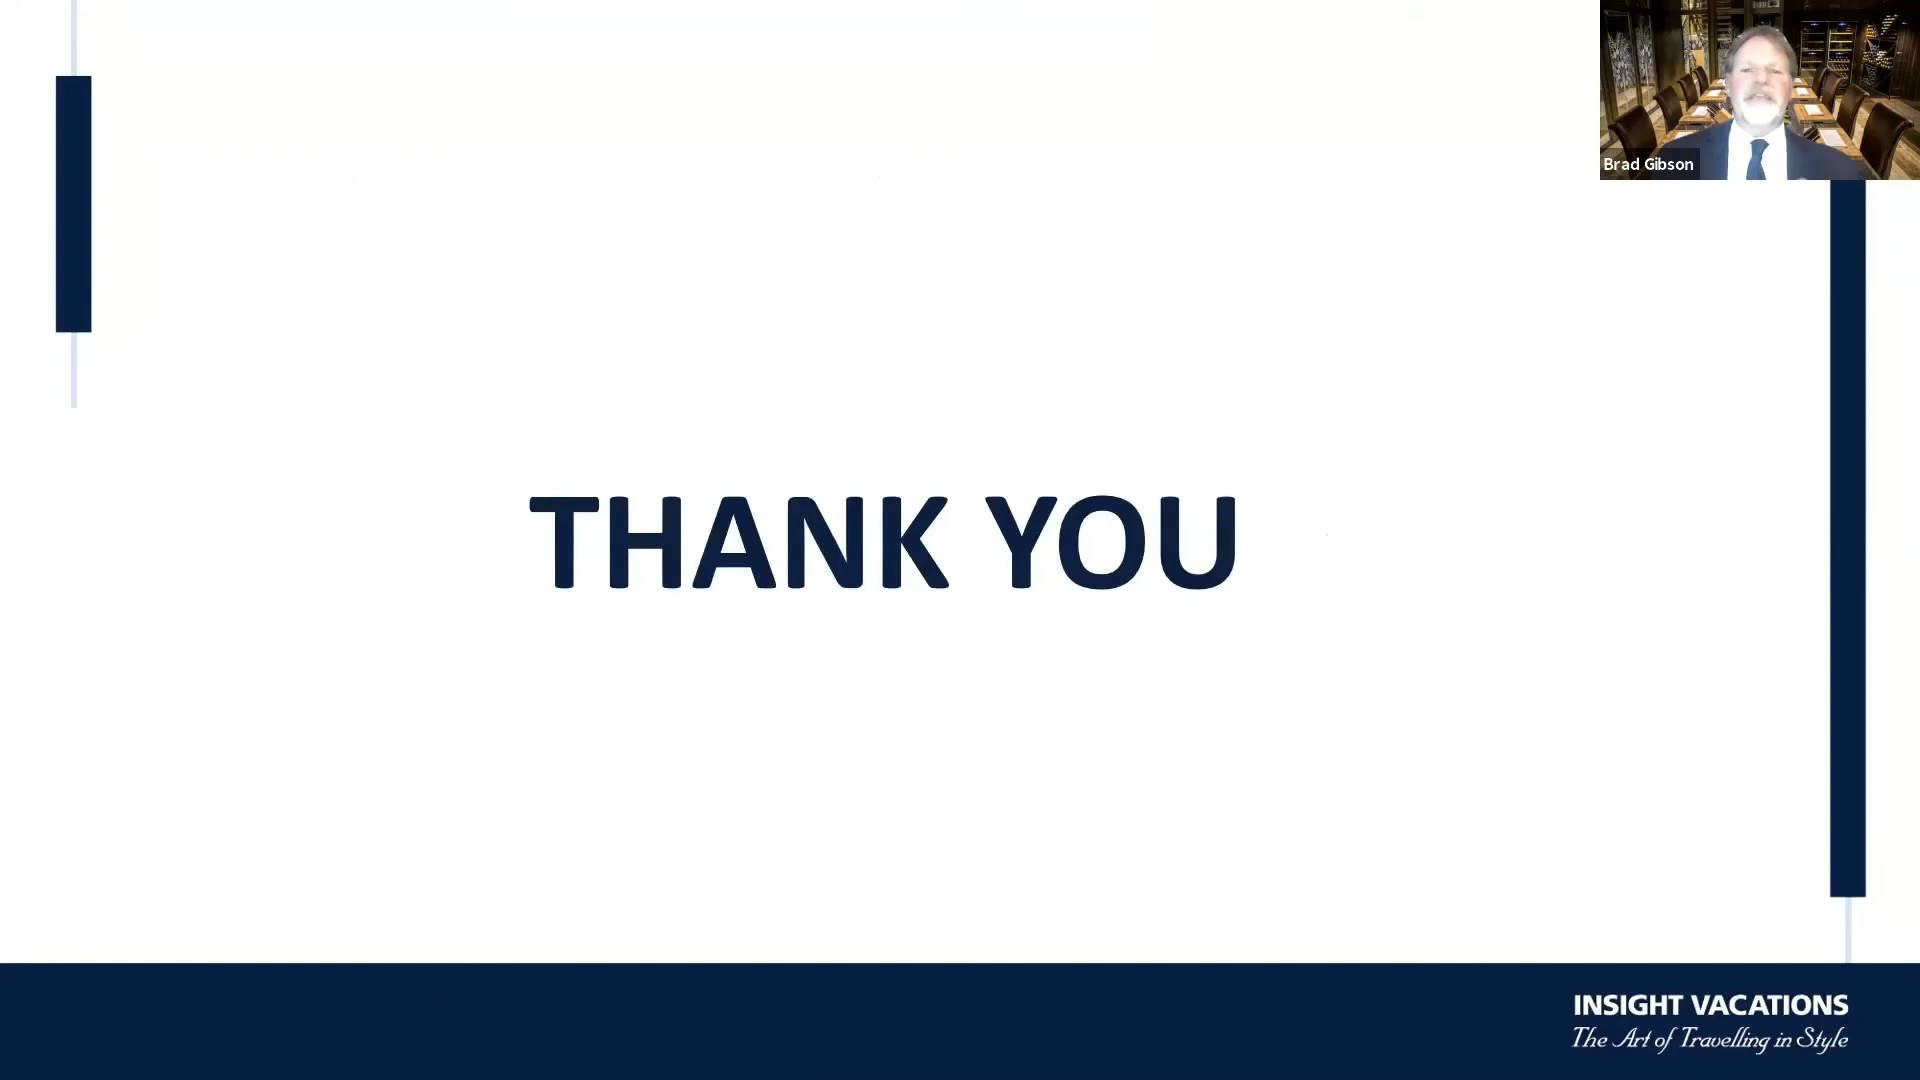 Brad Gibson
THANK YOU
INSIGHT VACATIONS
The Art of Travelling in Style